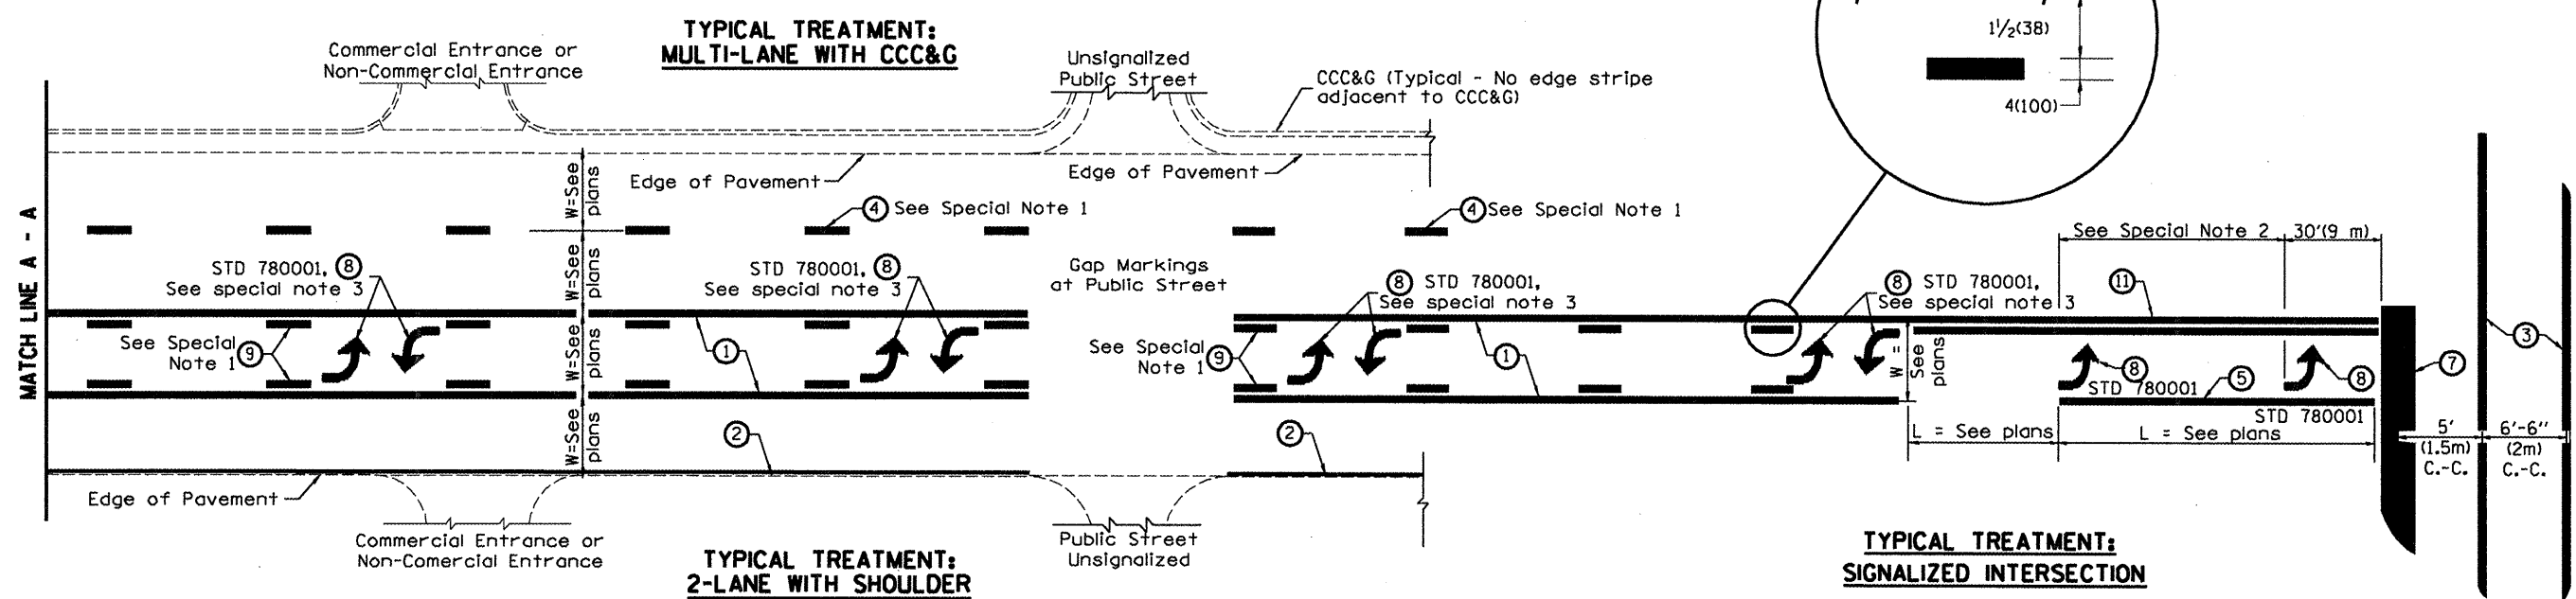 TYPICAL TREATMENT:
MULTI-LANE WITH CCC&G
Commercial Entrance or
Non-Commercial Entrance
Unsignalized
Public Street
CCC&G (Typical - No edge stripe
adjacent to CCC&G)
1½(38)
4(100)
Edge of Pavement
Edge of Pavement
W=See
plans
4 See Special Note 1
4 See Special Note 1
MATCH LINE A - A
STD 780001, 8
See special note 3
W=See
plans
STD 780001, 8
See special note 3
Gap Markings
at Public Street
8 STD 780001,
See special note 3
8 STD 780001,
See special note 3
See Special Note 2
30'(9 m)
11
See Special
Note 1
9
W=See
plans
1
See Special
Note 1
9
1
W =
See
plans
8
STD 780001
5
8
STD 780001
7
3
W=See
plans
2
2
L = See plans
L = See plans
5'
(1.5m)
C.-C.
6'-6"
(2m)
C.-C.
Edge of Pavement
Commercial Entrance or
Non-Comercial Entrance
Public Street
Unsignalized
TYPICAL TREATMENT:
2-LANE WITH SHOULDER
TYPICAL TREATMENT:
SIGNALIZED INTERSECTION